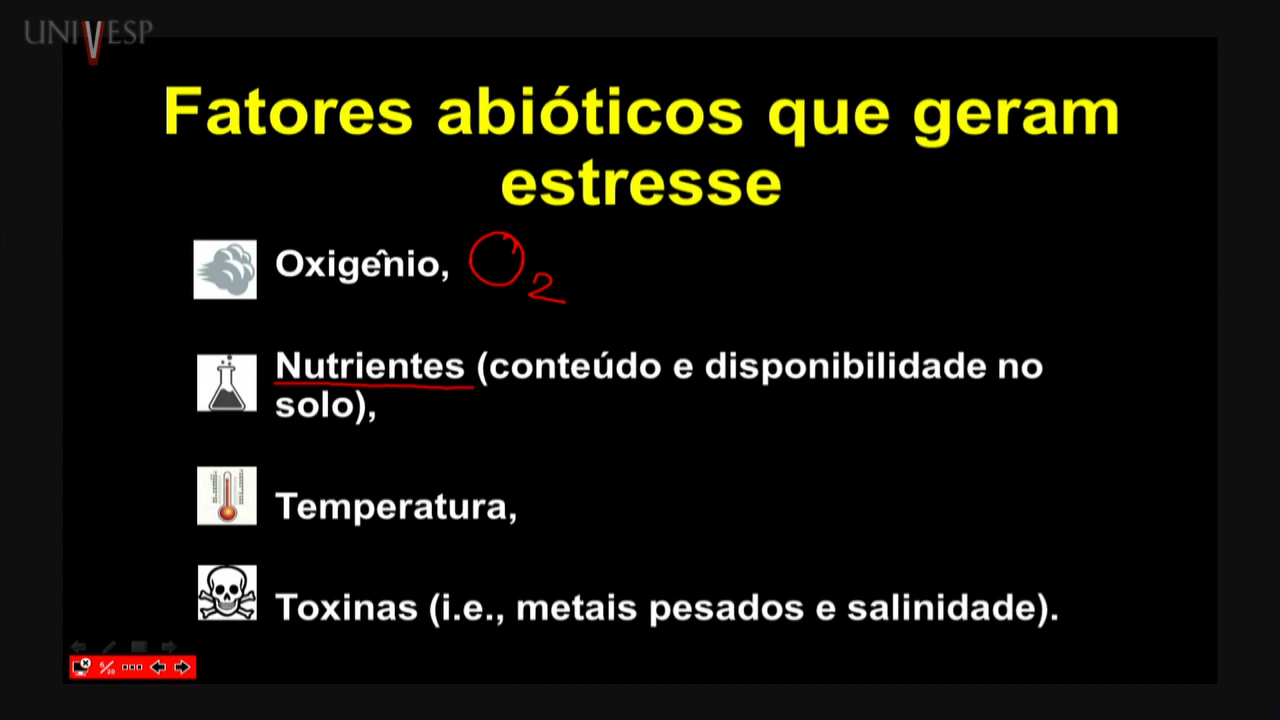 UNIVESP
Fatores abióticos que geram
estresse
Oxigênio, O2
Nutrientes (conteúdo e disponibilidade no
solo),
Temperatura,
Toxinas (i.e., metais pesados e salinidade).